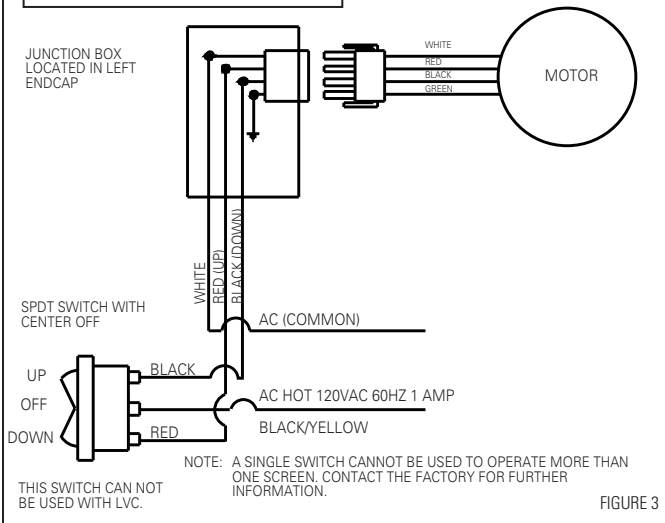 JUNCTION BOX
LOCATED IN LEFT
ENDCAP
WHITE
RED
BLACK
GREEN
MOTOR
WHITE
RED (UP)
BLACK (DOWN)
SPDT SWITCH WITH
CENTER OFF
AC (COMMON)
UP
BLACK
OFF
AC HOT 120VAC 60HZ 1 AMP
BLACK/YELLOW
DOWN
RED
NOTE: A SINGLE SWITCH CANNOT BE USED TO OPERATE MORE THAN
ONE SCREEN. CONTACT THE FACTORY FOR FURTHER
INFORMATION.
THIS SWITCH CAN NOT
BE USED WITH LVC.
FIGURE 3